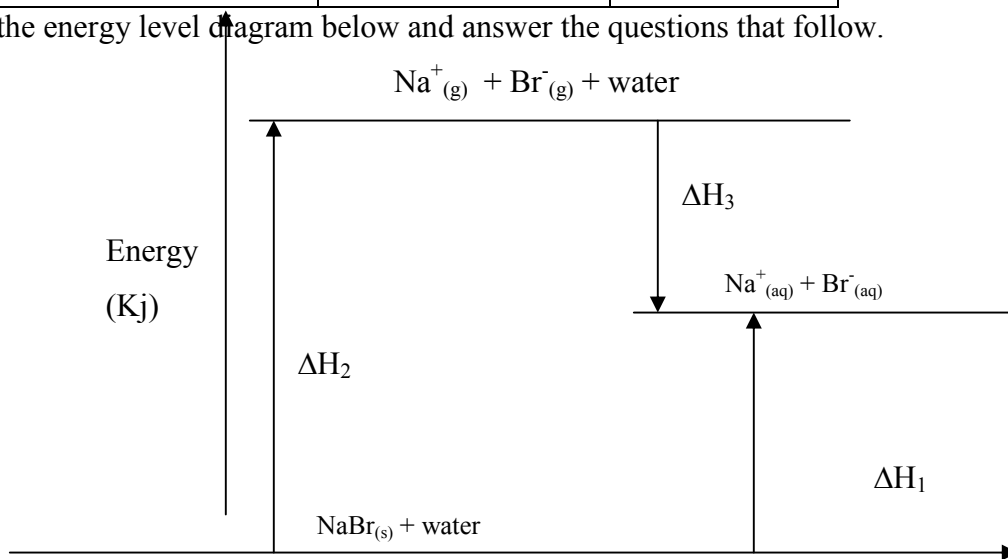 the energy level diagram below and answer the questions that follow.
Na⁺(g) + Br⁻(g) + water
ΔH₃
Energy
(Kj)
Na⁺(aq) + Br⁻(aq)
ΔH₂
ΔH₁
NaBr(s) + water